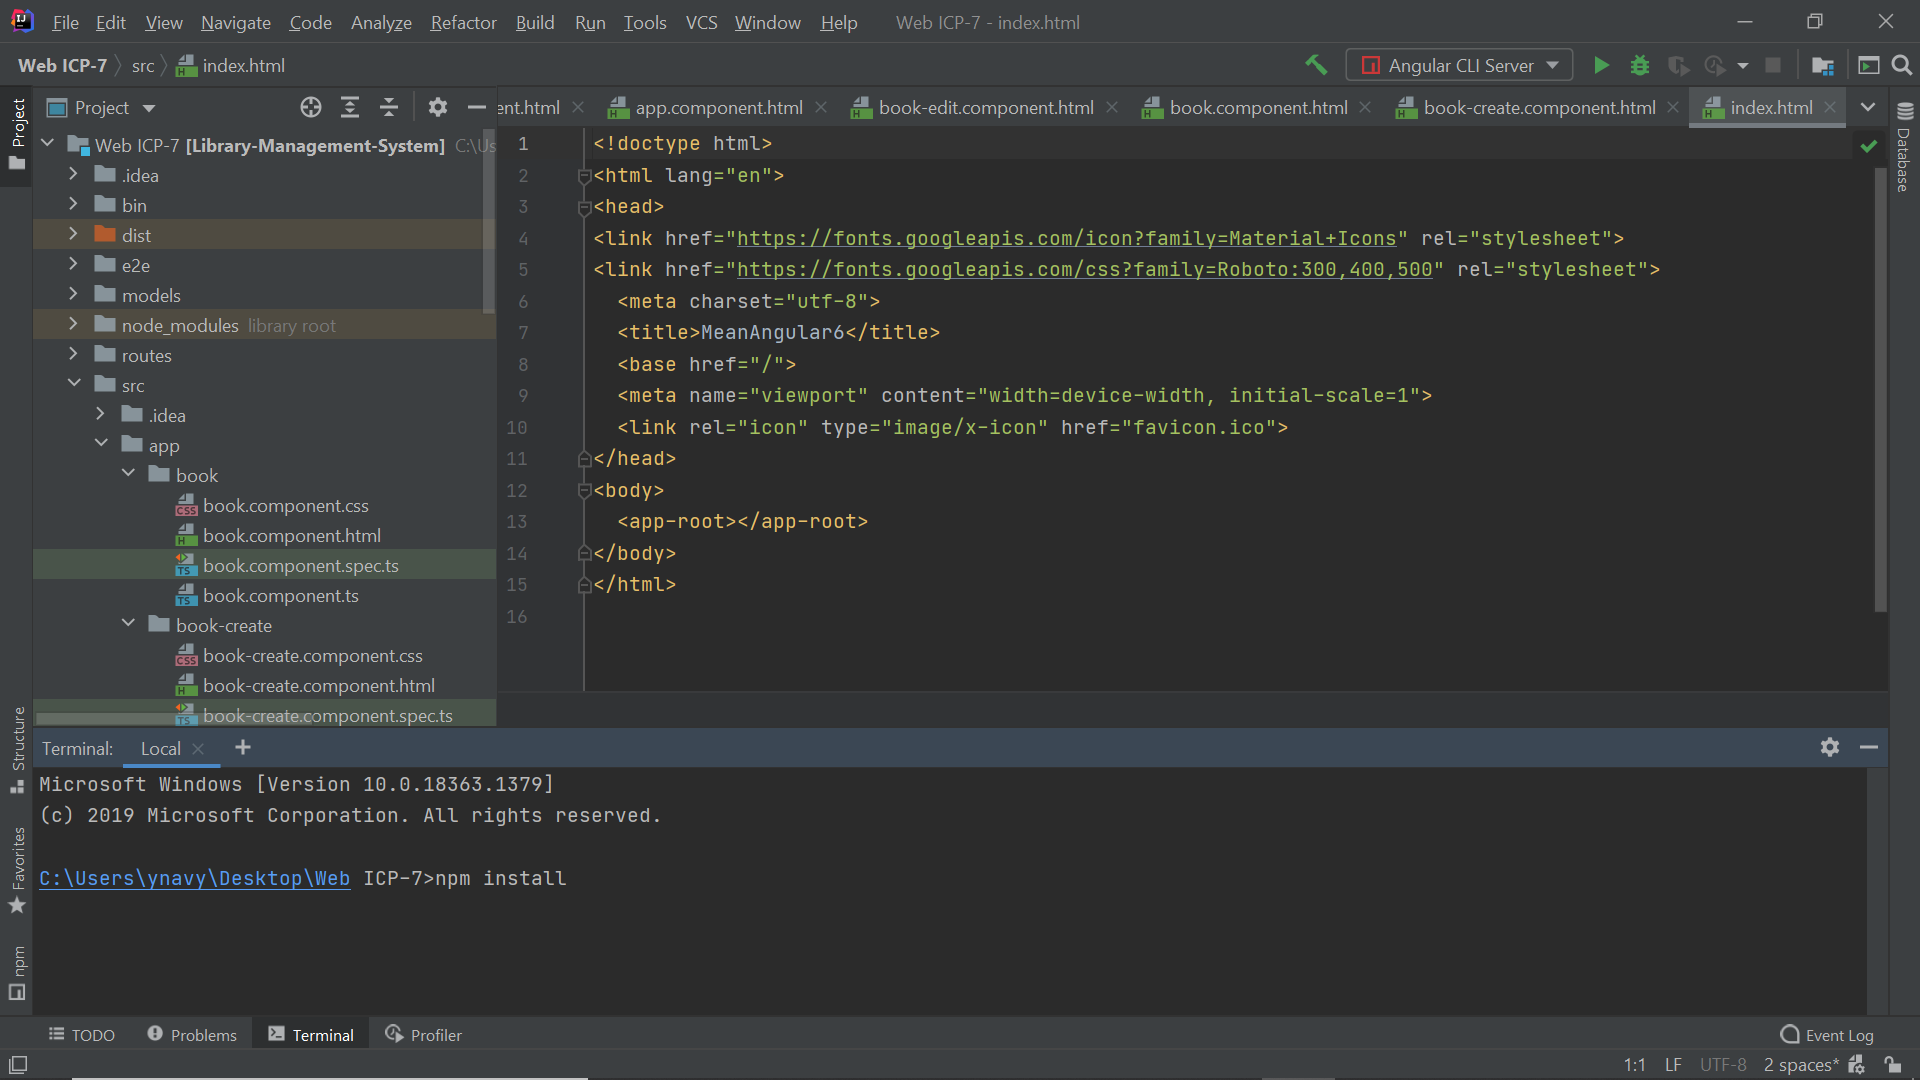 File Edit View Navigate Code Analyze Refactor Build Run Tools VCS Window Help Web ICP-7 - index.html
Web ICP-7 src index.html Angular CLI Server
Project
Project
ent.html app.component.html book-edit.component.html book.component.html book-create.component.html index.html
Database
Web ICP-7 [Library-Management-System] C:\Us
.idea
bin
dist
e2e
models
node_modules library root
routes
src
.idea
app
book
book.component.css
book.component.html
book.component.spec.ts
book.component.ts
book-create
book-create.component.css
book-create.component.html
book-create.component.spec.ts
1 <!doctype html>
2 <html lang="en">
3 <head>
4 <link href="https://fonts.googleapis.com/icon?family=Material+Icons" rel="stylesheet">
5 <link href="https://fonts.googleapis.com/css?family=Roboto:300,400,500" rel="stylesheet">
6 <meta charset="utf-8">
7 <title>MeanAngular6</title>
8 <base href="/">
9 <meta name="viewport" content="width=device-width, initial-scale=1">
10 <link rel="icon" type="image/x-icon" href="favicon.ico">
11 </head>
12 <body>
13 <app-root></app-root>
14 </body>
15 </html>
16
Structure
Favorites
npm
Terminal: Local
Microsoft Windows [Version 10.0.18363.1379]
(c) 2019 Microsoft Corporation. All rights reserved.
C:\Users\ynavy\Desktop\Web ICP-7>npm install
TODO Problems Terminal Profiler Event Log
1:1 LF UTF-8 2 spaces*